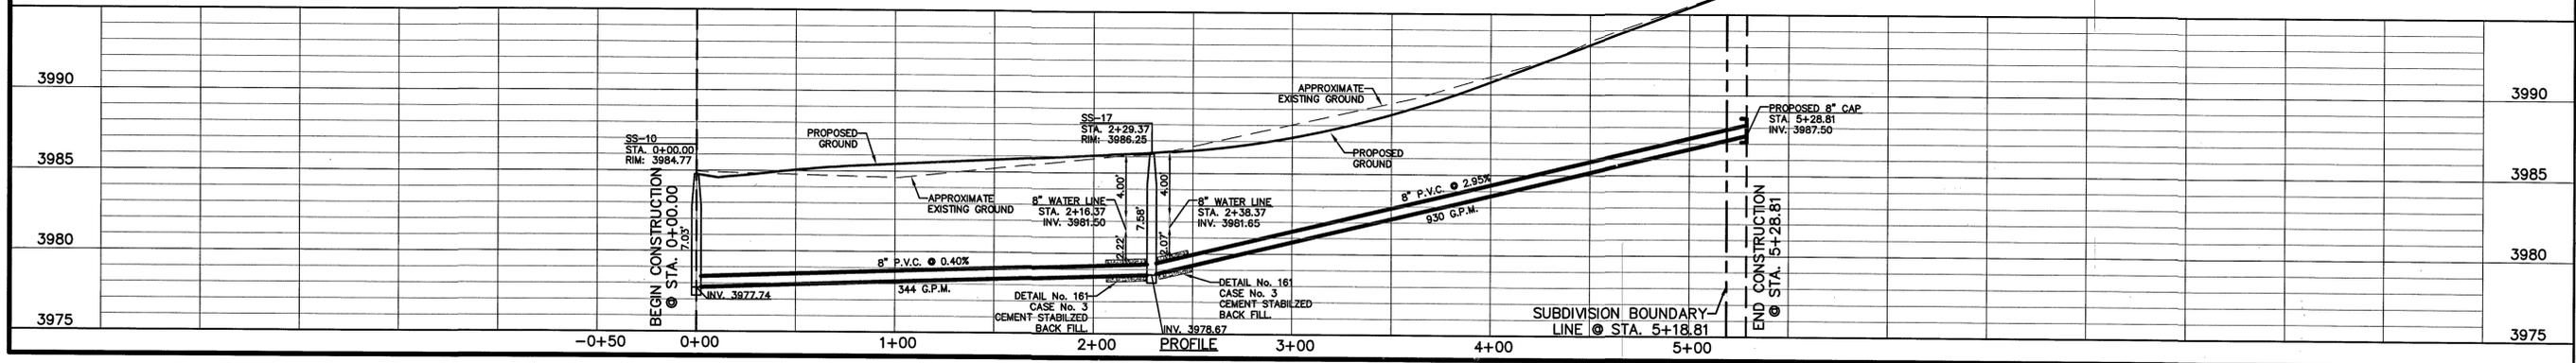 3990
3985
3980
3975
BEGIN CONSTRUCTION
@ STA. 0+00.00
SS-10
STA. 0+00.00
RIM: 3984.77
7.03'
INV. 3977.74
PROPOSED
GROUND
APPROXIMATE
EXISTING GROUND
8" P.V.C. @ 0.40%
344 G.P.M.
SS-17
STA. 2+29.37
RIM: 3986.25
8" WATER LINE
STA. 2+16.37
INV. 3981.50
4.00'
2.22'
7.58'
4.00'
2.07'
8" WATER LINE
STA. 2+38.37
INV. 3981.65
DETAIL No. 161
CASE No. 3
CEMENT STABILZED
BACK FILL.
DETAIL No. 161
CASE No. 3
CEMENT STABILZED
BACK FILL.
INV. 3978.67
APPROXIMATE
EXISTING GROUND
PROPOSED
GROUND
8" P.V.C. @ 2.95%
930 G.P.M.
PROPOSED 8" CAP
STA. 5+28.81
INV. 3987.50
SUBDIVISION BOUNDARY
LINE @ STA. 5+18.81
END CONSTRUCTION
@ STA. 5+28.81
3990
3985
3980
3975
-0+50
0+00
1+00
2+00
PROFILE
3+00
4+00
5+00